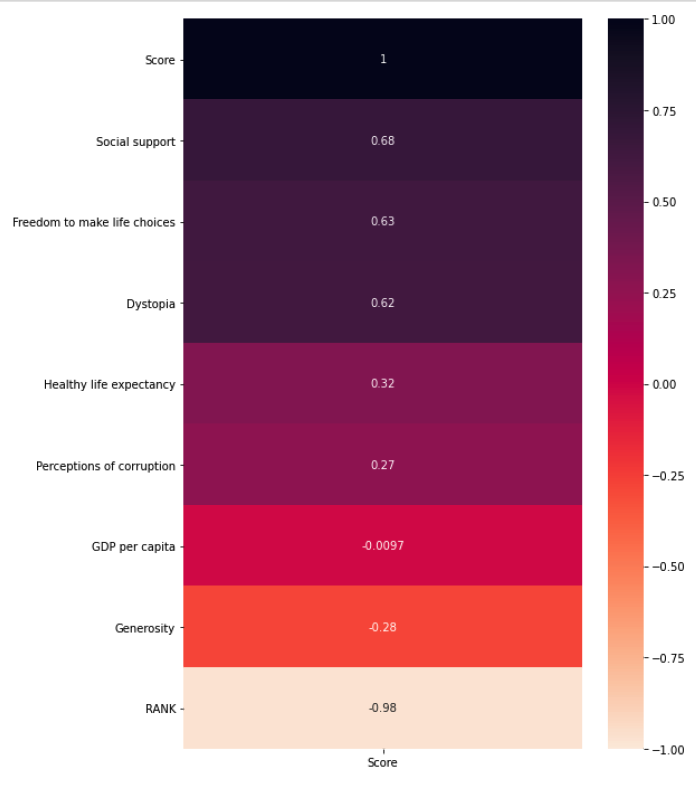 Score
1
Social support
0.68
Freedom to make life choices
0.63
Dystopia
0.62
Healthy life expectancy
0.32
Perceptions of corruption
0.27
GDP per capita
-0.0097
Generosity
-0.28
RANK
-0.98
Score
1.00
0.75
0.50
0.25
0.00
−0.25
−0.50
−0.75
−1.00